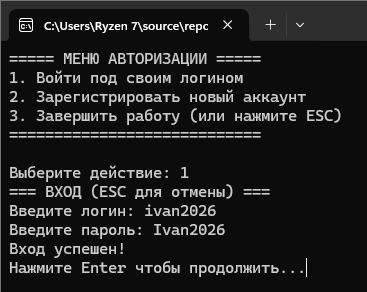 C:\Users\Ryzen 7\source\repo
===== МЕНЮ АВТОРИЗАЦИИ =====
1. Войти под своим логином
2. Зарегистрировать новый аккаунт
3. Завершить работу (или нажмите ESC)
============================
Выберите действие: 1
=== ВХОД (ESC для отмены) ===
Введите логин: ivan2026
Введите пароль: Ivan2026
Вход успешен!
Нажмите Enter чтобы продолжить...